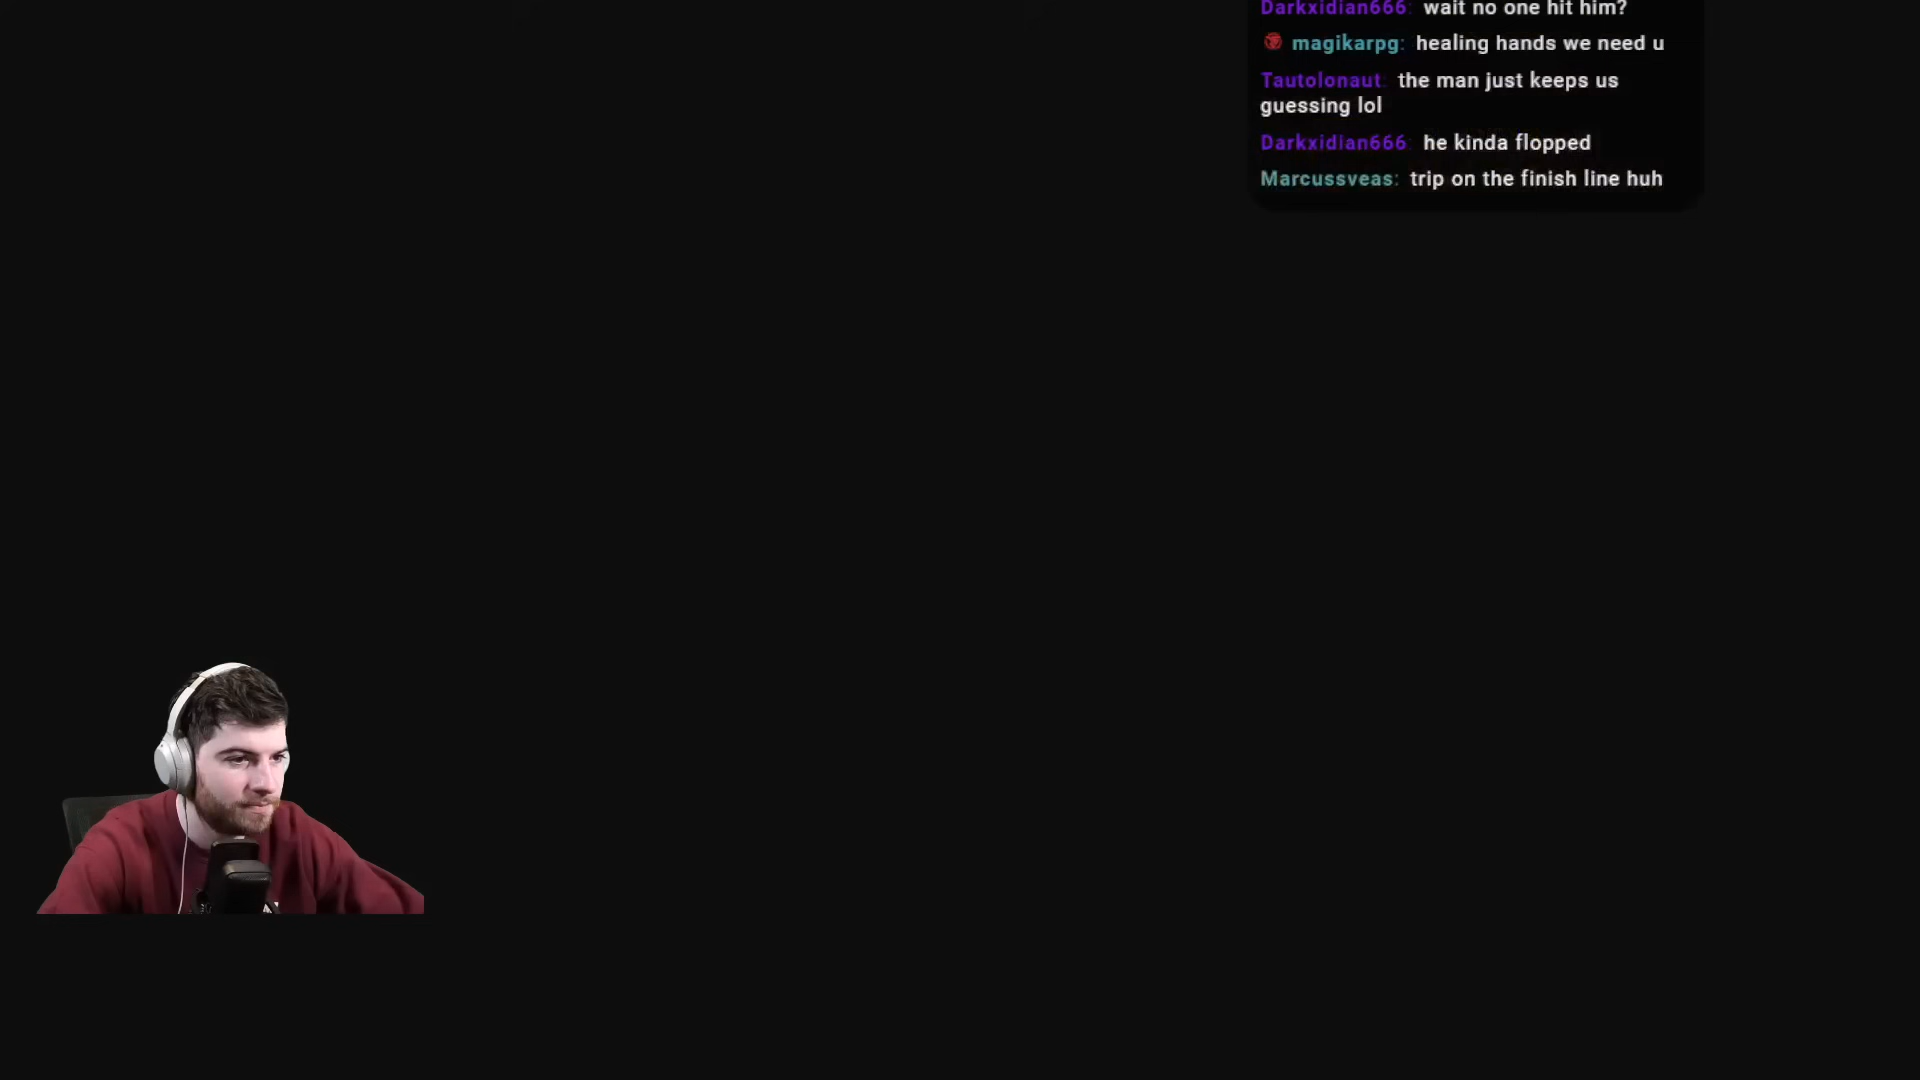 Darkxidian666: wait no one hit him?
magikarpg: healing hands we need u
Tautolonaut: the man just keeps us
guessing lol
Darkxidian666: he kinda flopped
Marcussveas: trip on the finish line huh